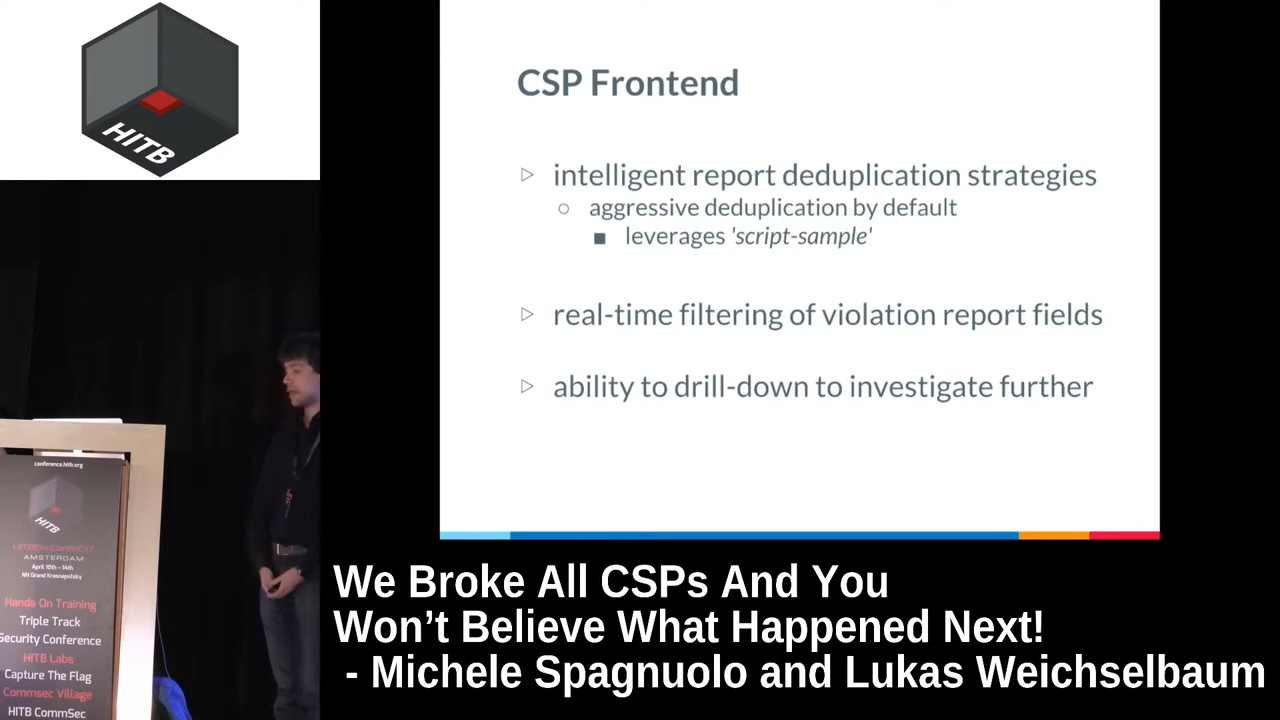 HITB
CSP Frontend
intelligent report deduplication strategies
aggressive deduplication by default
leverages 'script-sample'
real-time filtering of violation report fields
ability to drill-down to investigate further
conference.hitb.org
HITB
HITBSecConf2017
AMSTERDAM
April 10th - 14th
NH Grand Krasnapolsky
Hands On Training
Triple Track
Security Conference
HITB Labs
Capture The Flag
Commsec Village
HITB CommSec
We Broke All CSPs And You
Won’t Believe What Happened Next!
- Michele Spagnuolo and Lukas Weichselbaum